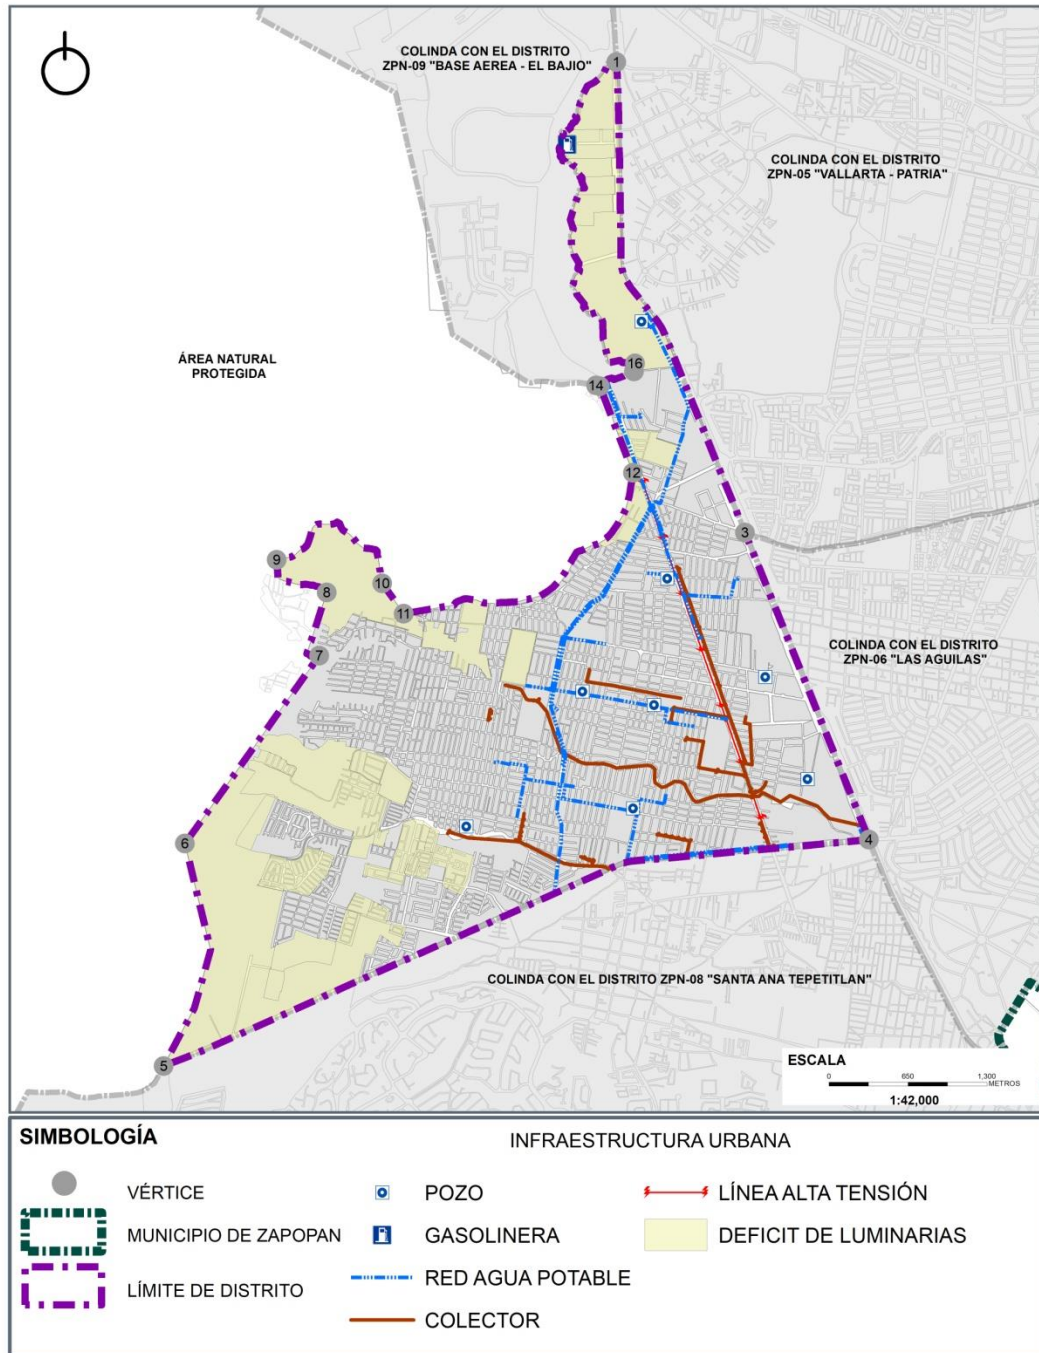 COLINDA CON EL DISTRITO
ZPN-09 "BASE AEREA - EL BAJIO"
1
COLINDA CON EL DISTRITO
ZPN-05 "VALLARTA - PATRIA"
ÁREA NATURAL
PROTEGIDA
16
14
12
3
9
8
10
11
7
COLINDA CON EL DISTRITO
ZPN-06 "LAS AGUILAS"
6
4
COLINDA CON EL DISTRITO ZPN-08 "SANTA ANA TEPETITLAN"
5
ESCALA
0 650 1,300
METROS
1:42,000
SIMBOLOGÍA
INFRAESTRUCTURA URBANA
VÉRTICE
POZO
LÍNEA ALTA TENSIÓN
MUNICIPIO DE ZAPOPAN
GASOLINERA
DEFICIT DE LUMINARIAS
LÍMITE DE DISTRITO
RED AGUA POTABLE
COLECTOR